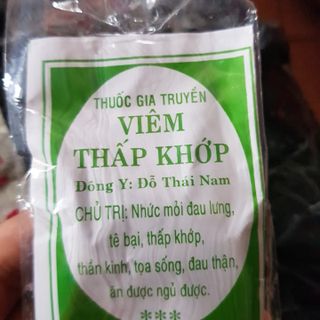 THUỐC GIA TRUYỀN
VIÊM
THẤP KHỚP
Đông Y: Đỗ Thái Nam
CHỦ TRỊ: Nhức mỏi đau lưng,
tê bại, thấp khớp,
thần kinh, tọa sống, đau thận,
ăn được ngủ được.
***